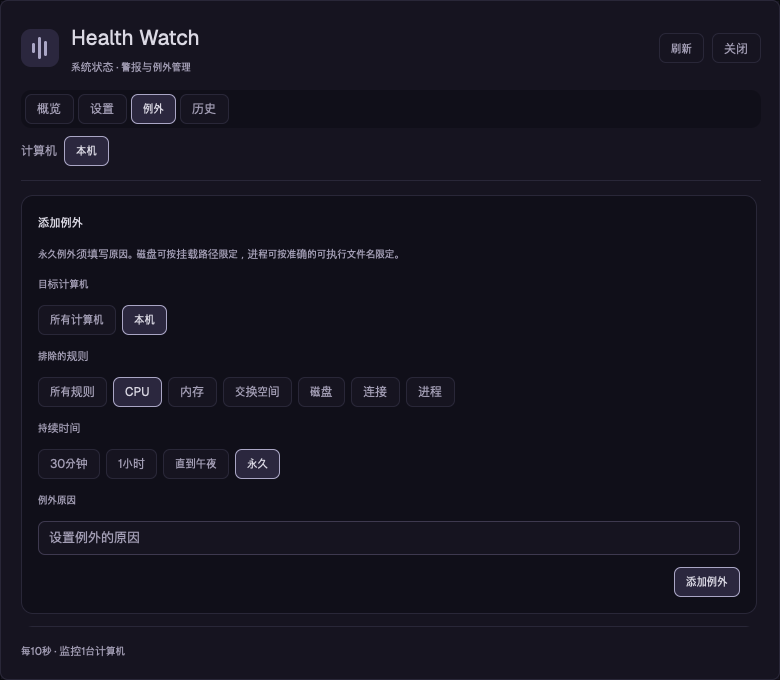 Health Watch
系统状态 · 警报与例外管理
刷新 关闭
概览 设置 例外 历史
计算机 本机
添加例外
永久例外须填写原因。磁盘可按挂载路径限定，进程可按准确的可执行文件名限定。
目标计算机
所有计算机 本机
排除的规则
所有规则 CPU 内存 交换空间 磁盘 连接 进程
持续时间
30分钟 1小时 直到午夜 永久
例外原因
设置例外的原因
添加例外
每10秒 · 监控1台计算机